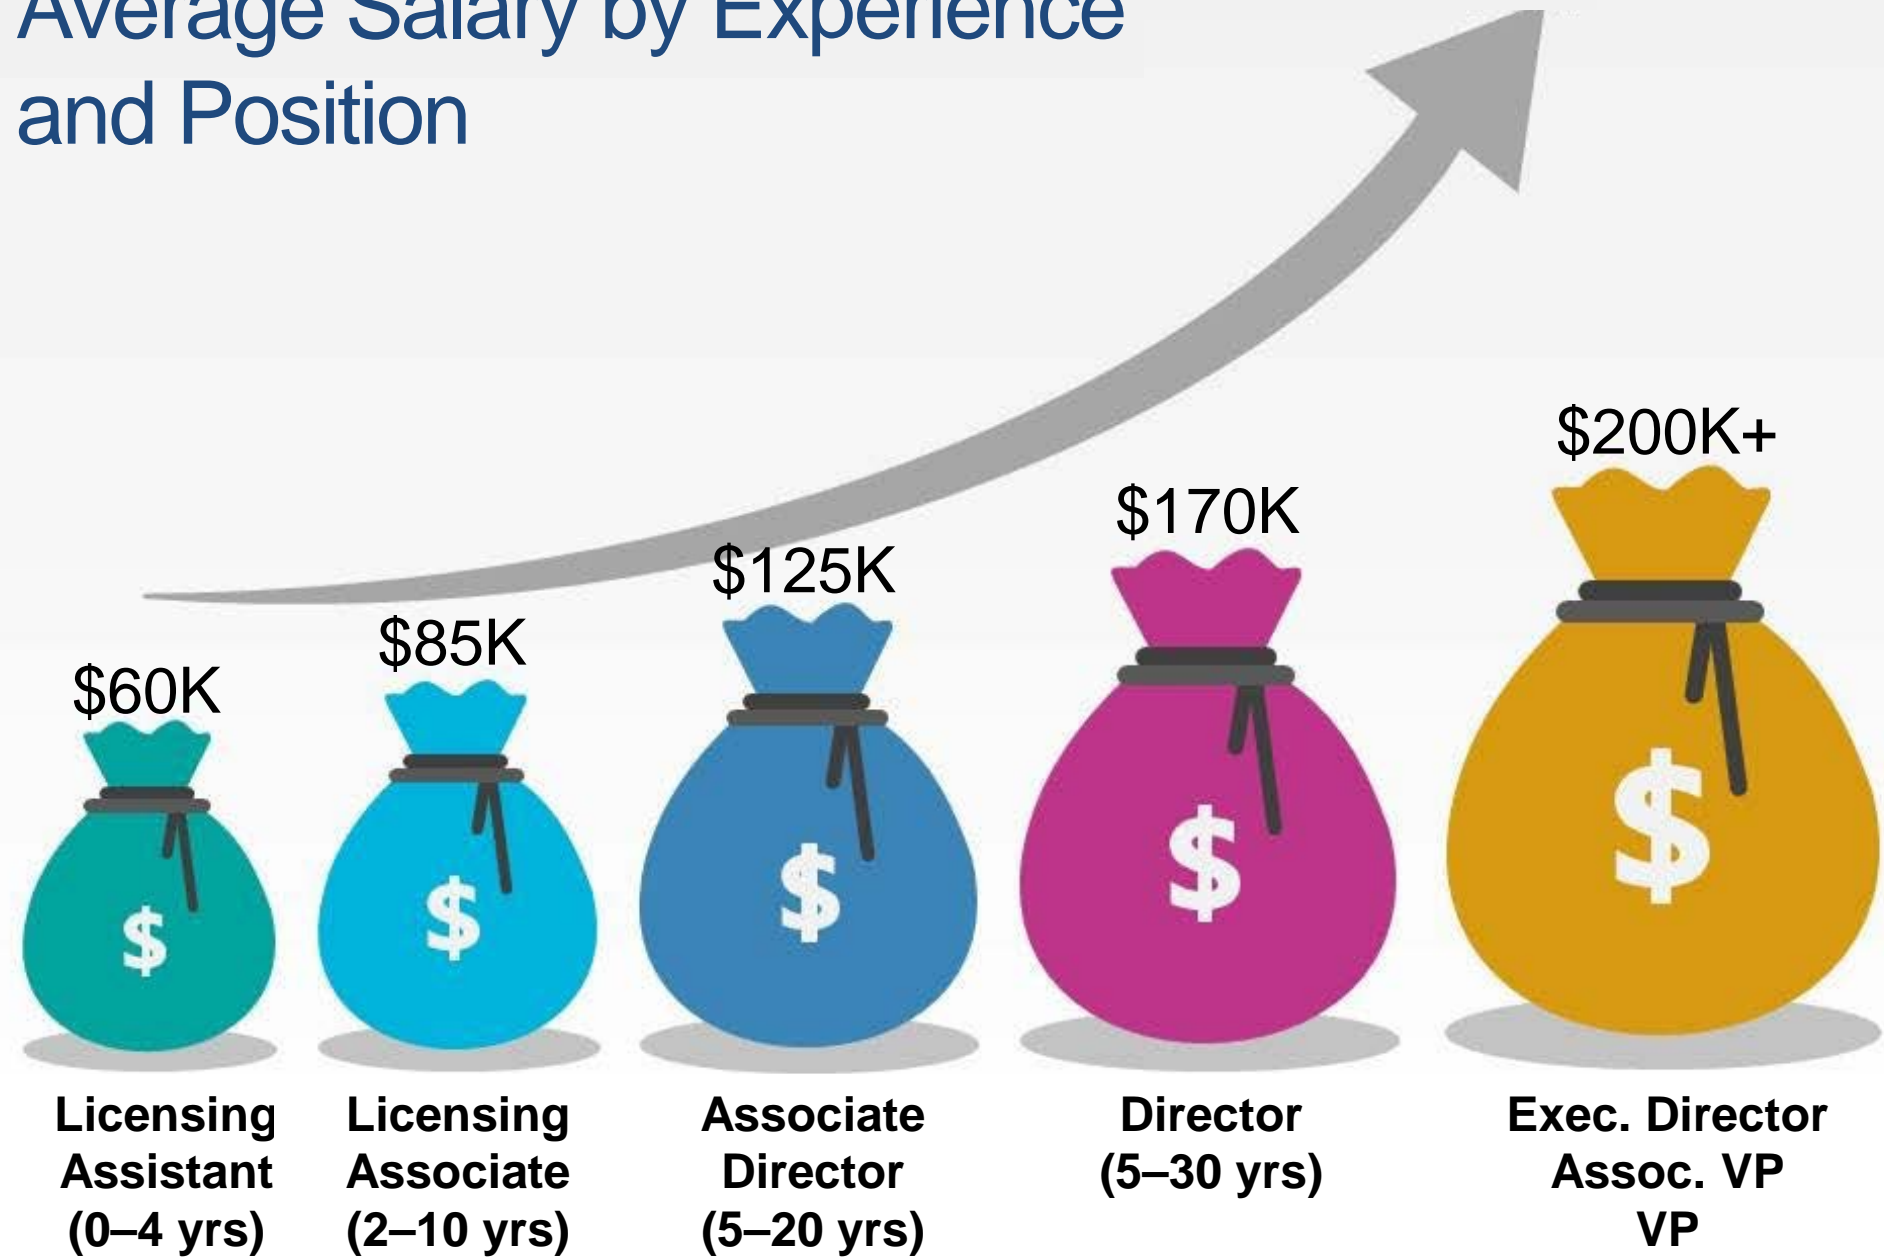 Average Salary by Experience
and Position
$60K
$85K
$125K
$170K
$200K+
$
$
$
$
$
Licensing
Assistant
(0–4 yrs)
Licensing
Associate
(2–10 yrs)
Associate
Director
(5–20 yrs)
Director
(5–30 yrs)
Exec. Director
Assoc. VP
VP